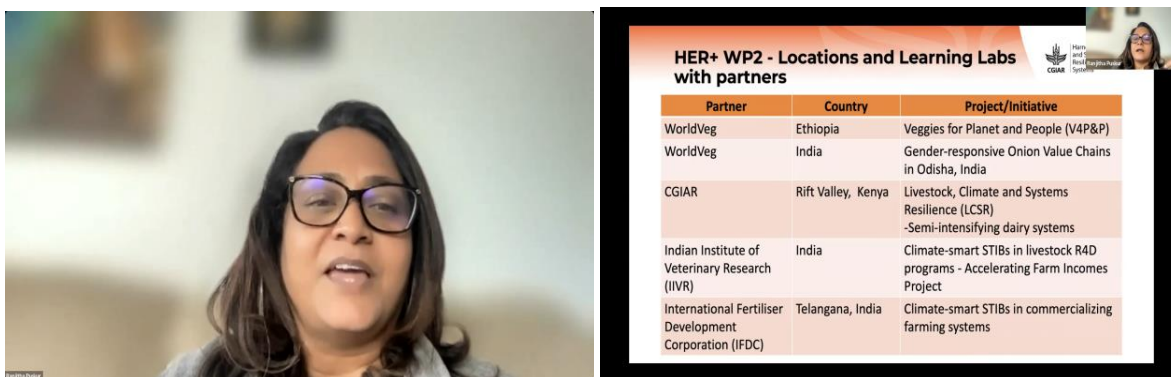 Ranjitha Puskur
HER+ WP2 - Locations and Learning Labs
with partners
CGIAR
Ranjitha Puskur
Partner Country Project/Initiative
WorldVeg Ethiopia Veggies for Planet and People (V4P&P)
WorldVeg India Gender-responsive Onion Value Chains
in Odisha, India
CGIAR Rift Valley, Kenya Livestock, Climate and Systems
Resilience (LCSR)
-Semi-intensifying dairy systems
Indian Institute of India Climate-smart STIBs in livestock R4D
Veterinary Research programs - Accelerating Farm Incomes
(IIVR) Project
International Fertiliser Telangana, India Climate-smart STIBs in commercializing
Development farming systems
Corporation (IFDC)